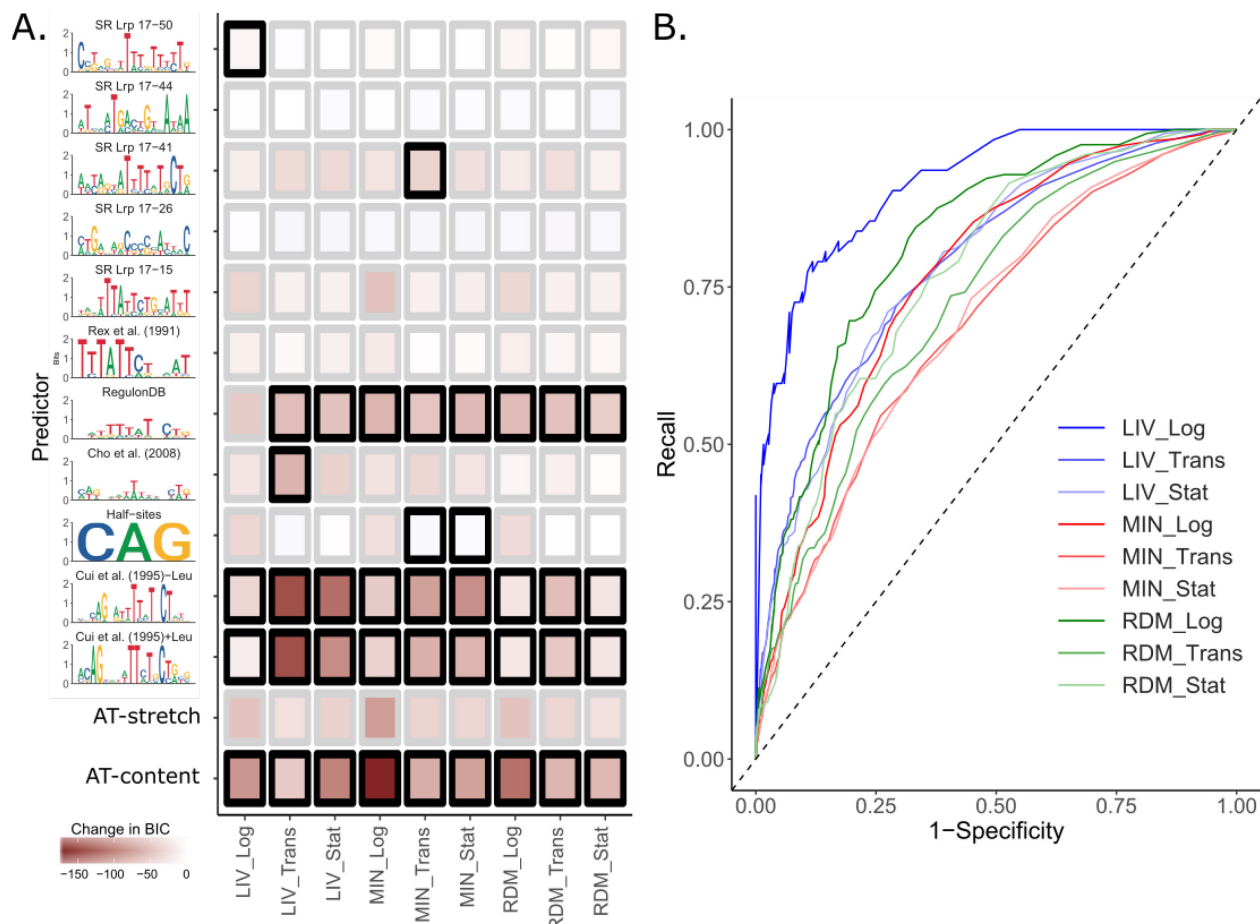 A.
B.
SR Lrp 17−50
SR Lrp 17−44
SR Lrp 17−41
SR Lrp 17−26
SR Lrp 17−15
Rex et al. (1991)
Bits
RegulonDB
Cho et al. (2008)
Half−sites
CAG
Cui et al. (1995)−Leu
Cui et al. (1995)+Leu
AT-stretch
AT-content
Predictor
2
1
0
Change in BIC
−150 −100 −50 0
LIV_Log
LIV_Trans
LIV_Stat
MIN_Log
MIN_Trans
MIN_Stat
RDM_Log
RDM_Trans
RDM_Stat
Recall
1.00
0.75
0.50
0.25
0.00
0.00 0.25 0.50 0.75 1.00
1−Specificity
LIV_Log
LIV_Trans
LIV_Stat
MIN_Log
MIN_Trans
MIN_Stat
RDM_Log
RDM_Trans
RDM_Stat